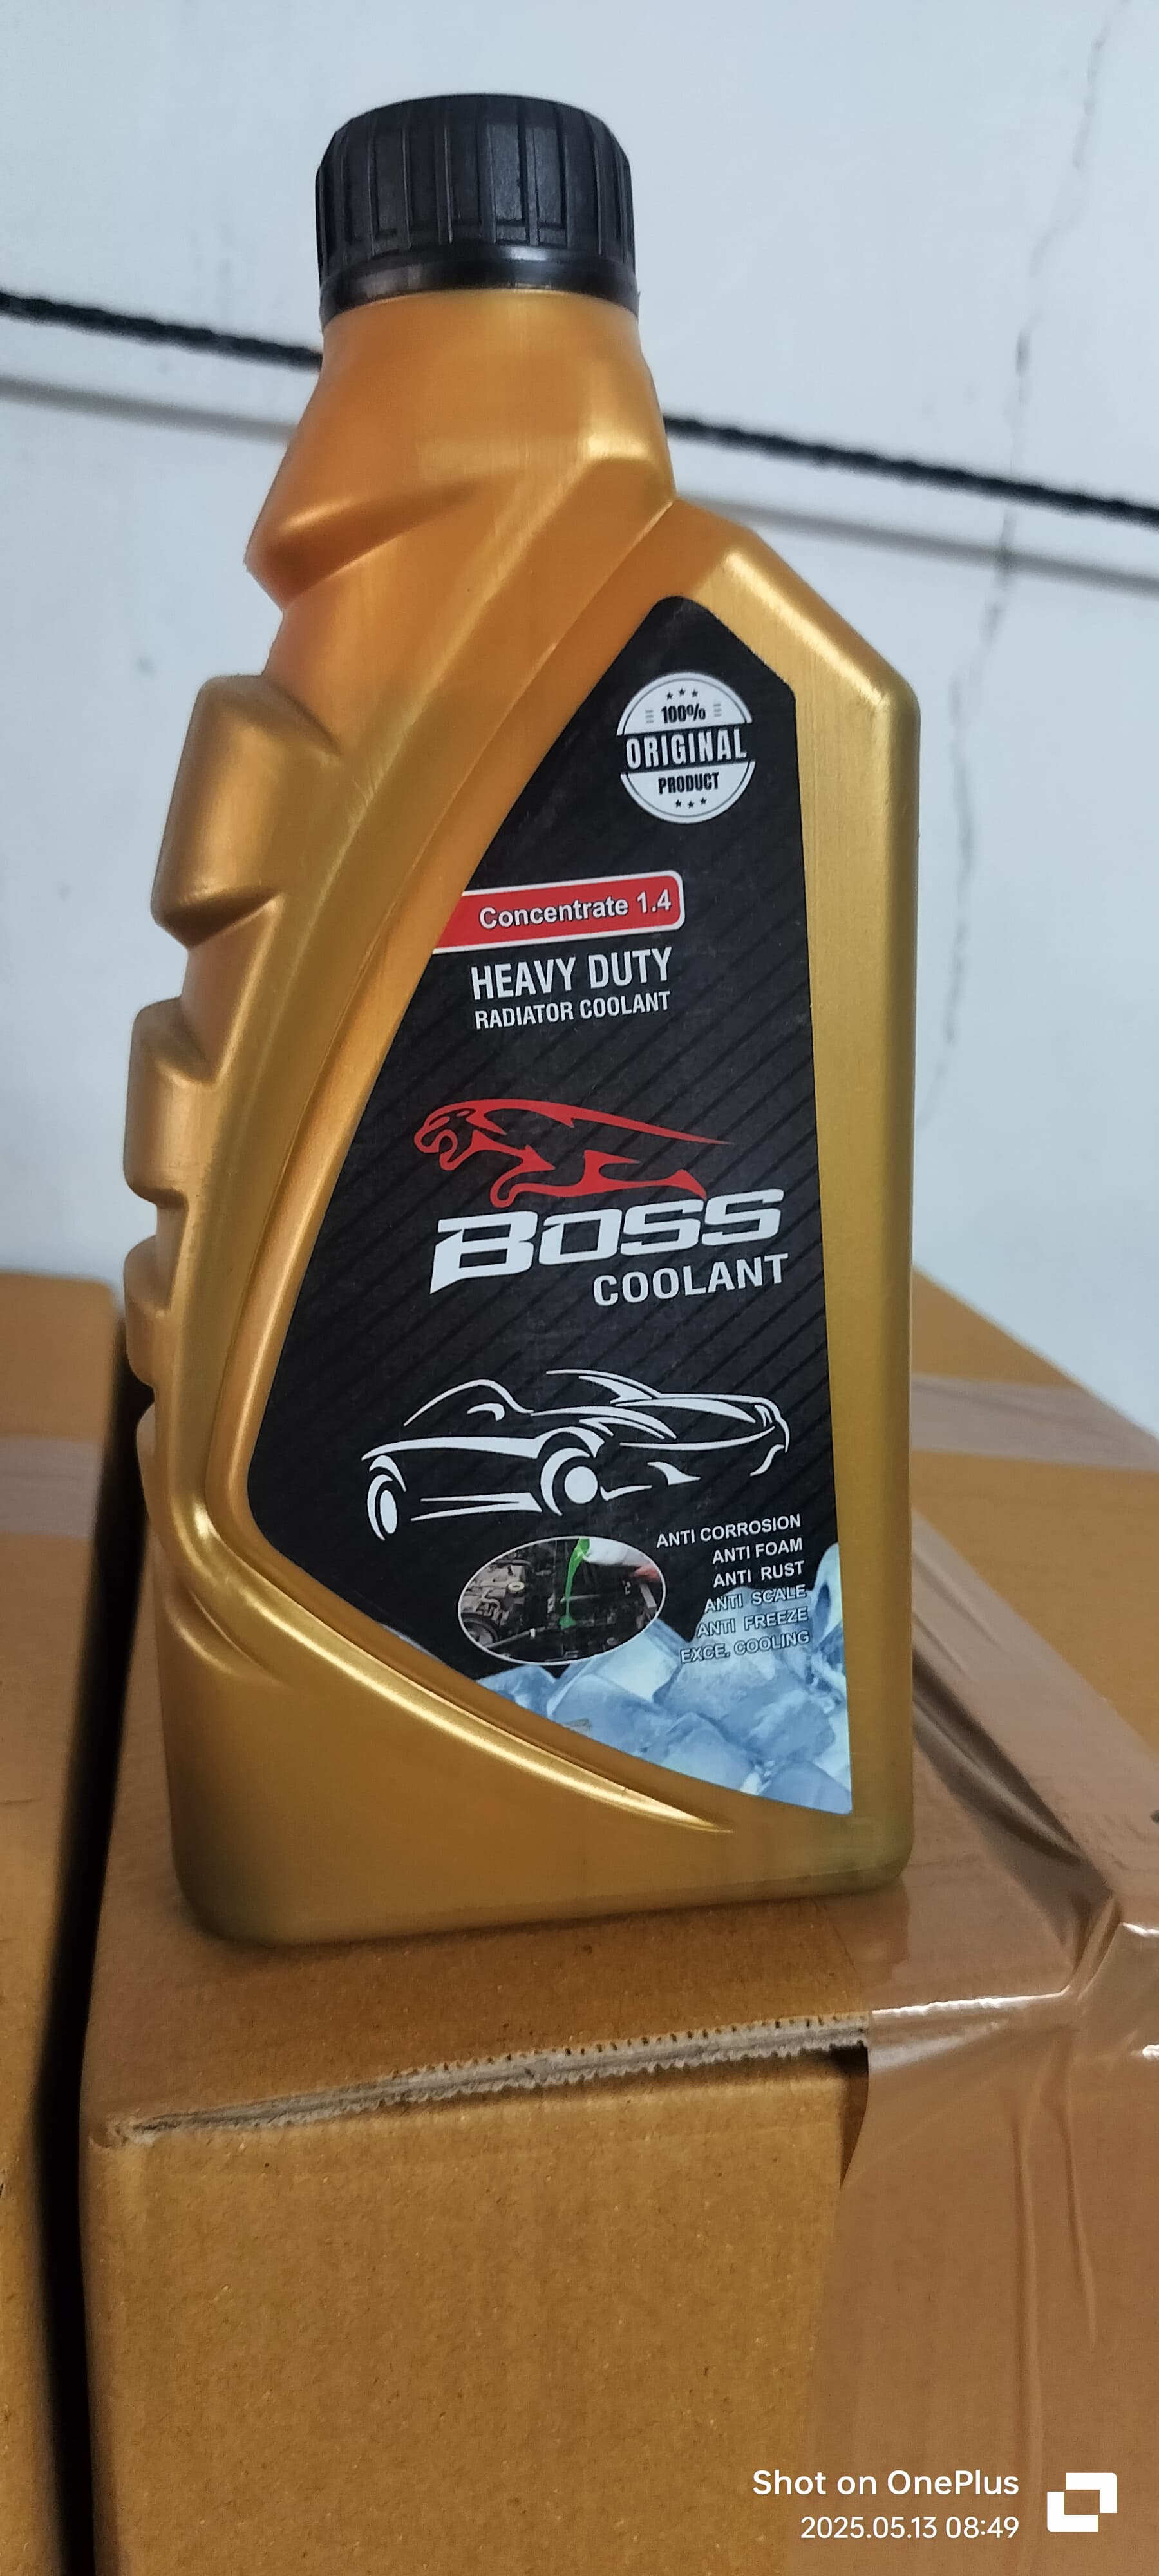 100%
ORIGINAL
PRODUCT
Concentrate 1.4
HEAVY DUTY
RADIATOR COOLANT
BOSS
COOLANT
ANTI CORROSION
ANTI FOAM
ANTI RUST
ANTI SCALE
ANTI FREEZE
EXCE. COOLING
Shot on OnePlus
2025.05.13 08:49